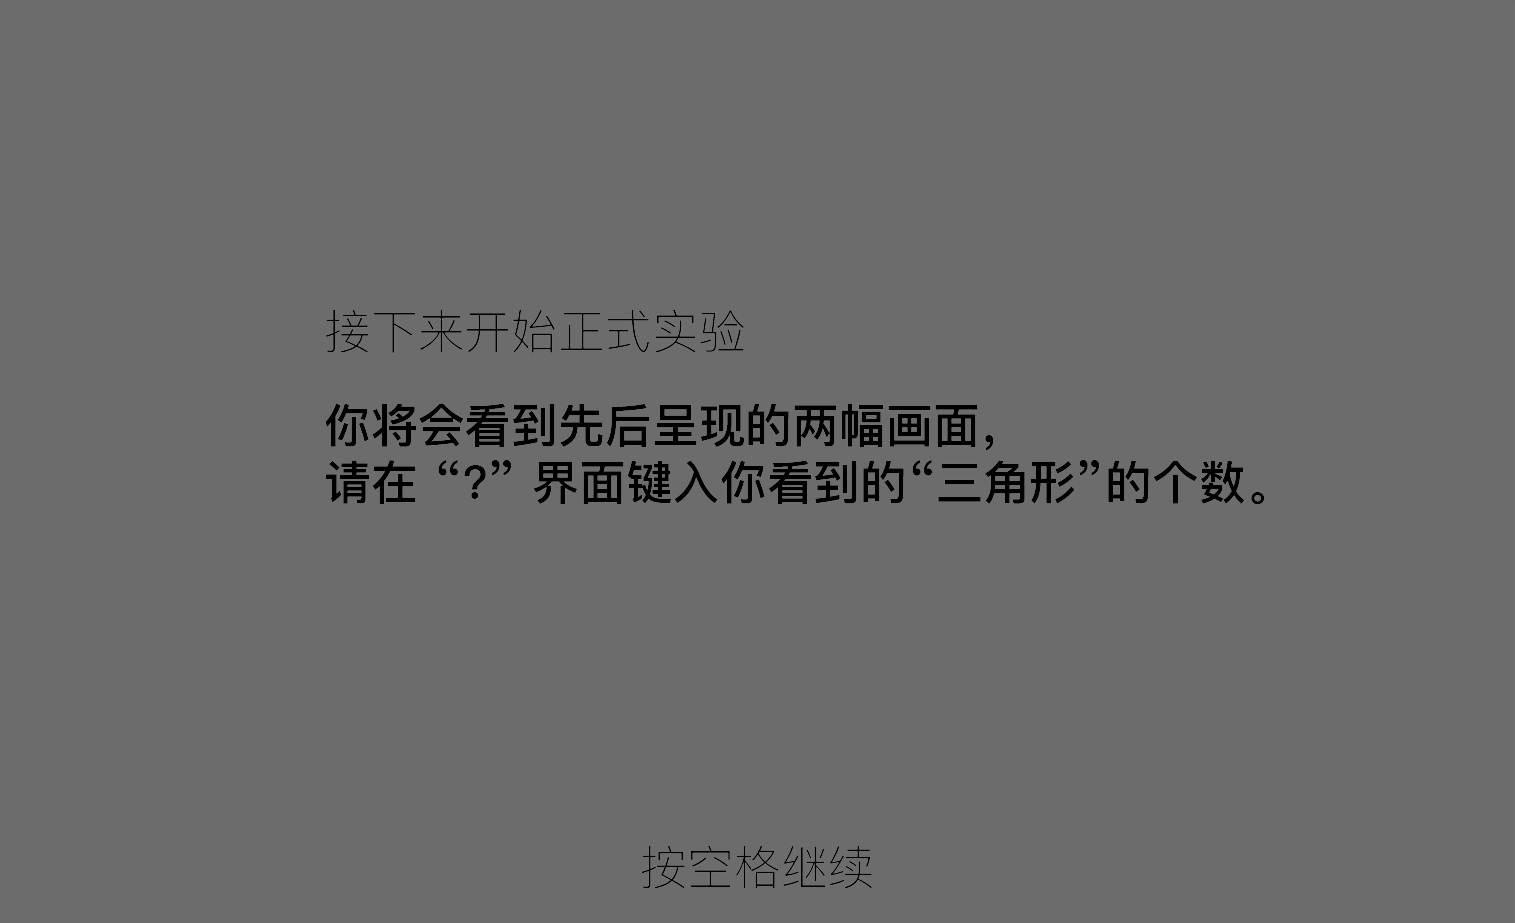 接下来开始正式实验
你将会看到先后呈现的两幅画面，
请在 “?” 界面键入你看到的“三角形”的个数。
按空格继续